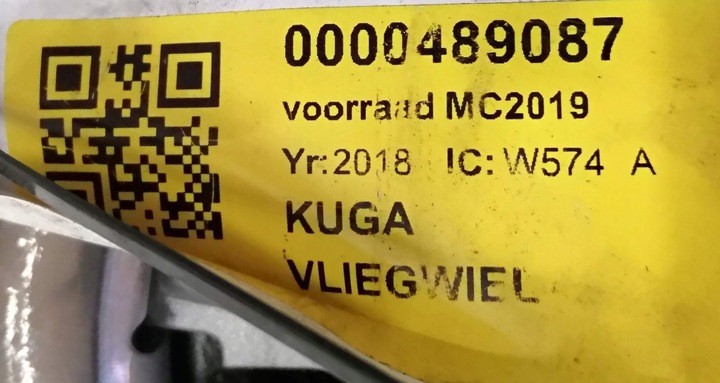 0000489087
voorraad MC2019
Yr:2018 IC:W574 A
KUGA
VLIEGWIEL